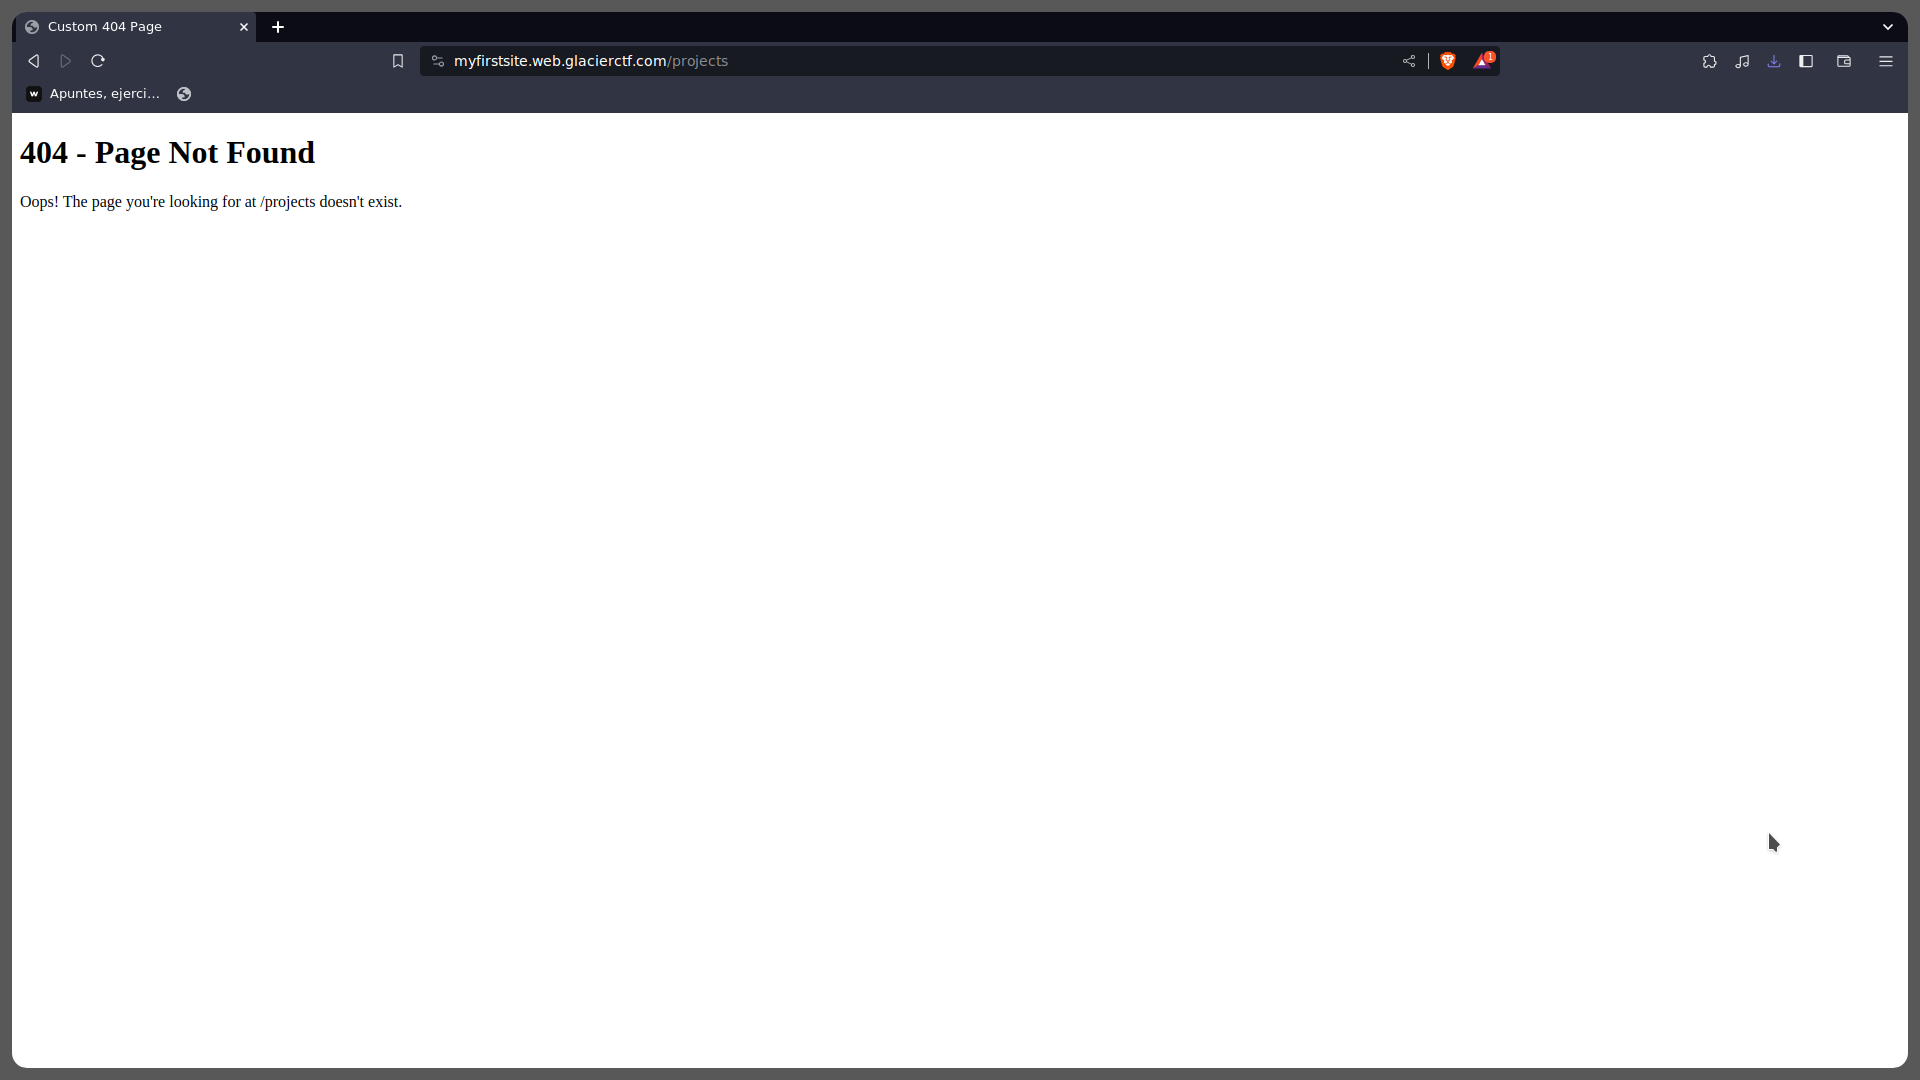 Custom 404 Page
myfirstsite.web.glacierctf.com/projects
1
w Apuntes, ejerci...
404 - Page Not Found
Oops! The page you're looking for at /projects doesn't exist.